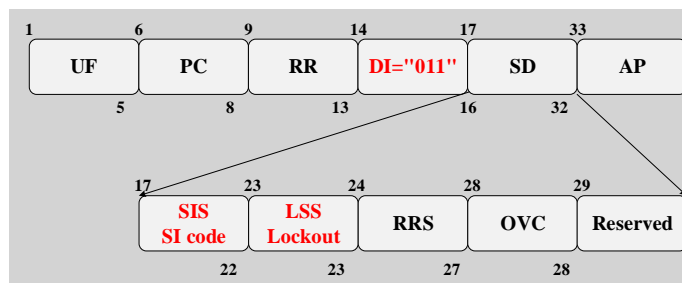 1 6 9 14 17 33
UF PC RR DI="011" SD AP
5 8 13 16 32
17 23 24 28 29
SIS LSS RRS OVC Reserved
SI code Lockout
22 23 27 28